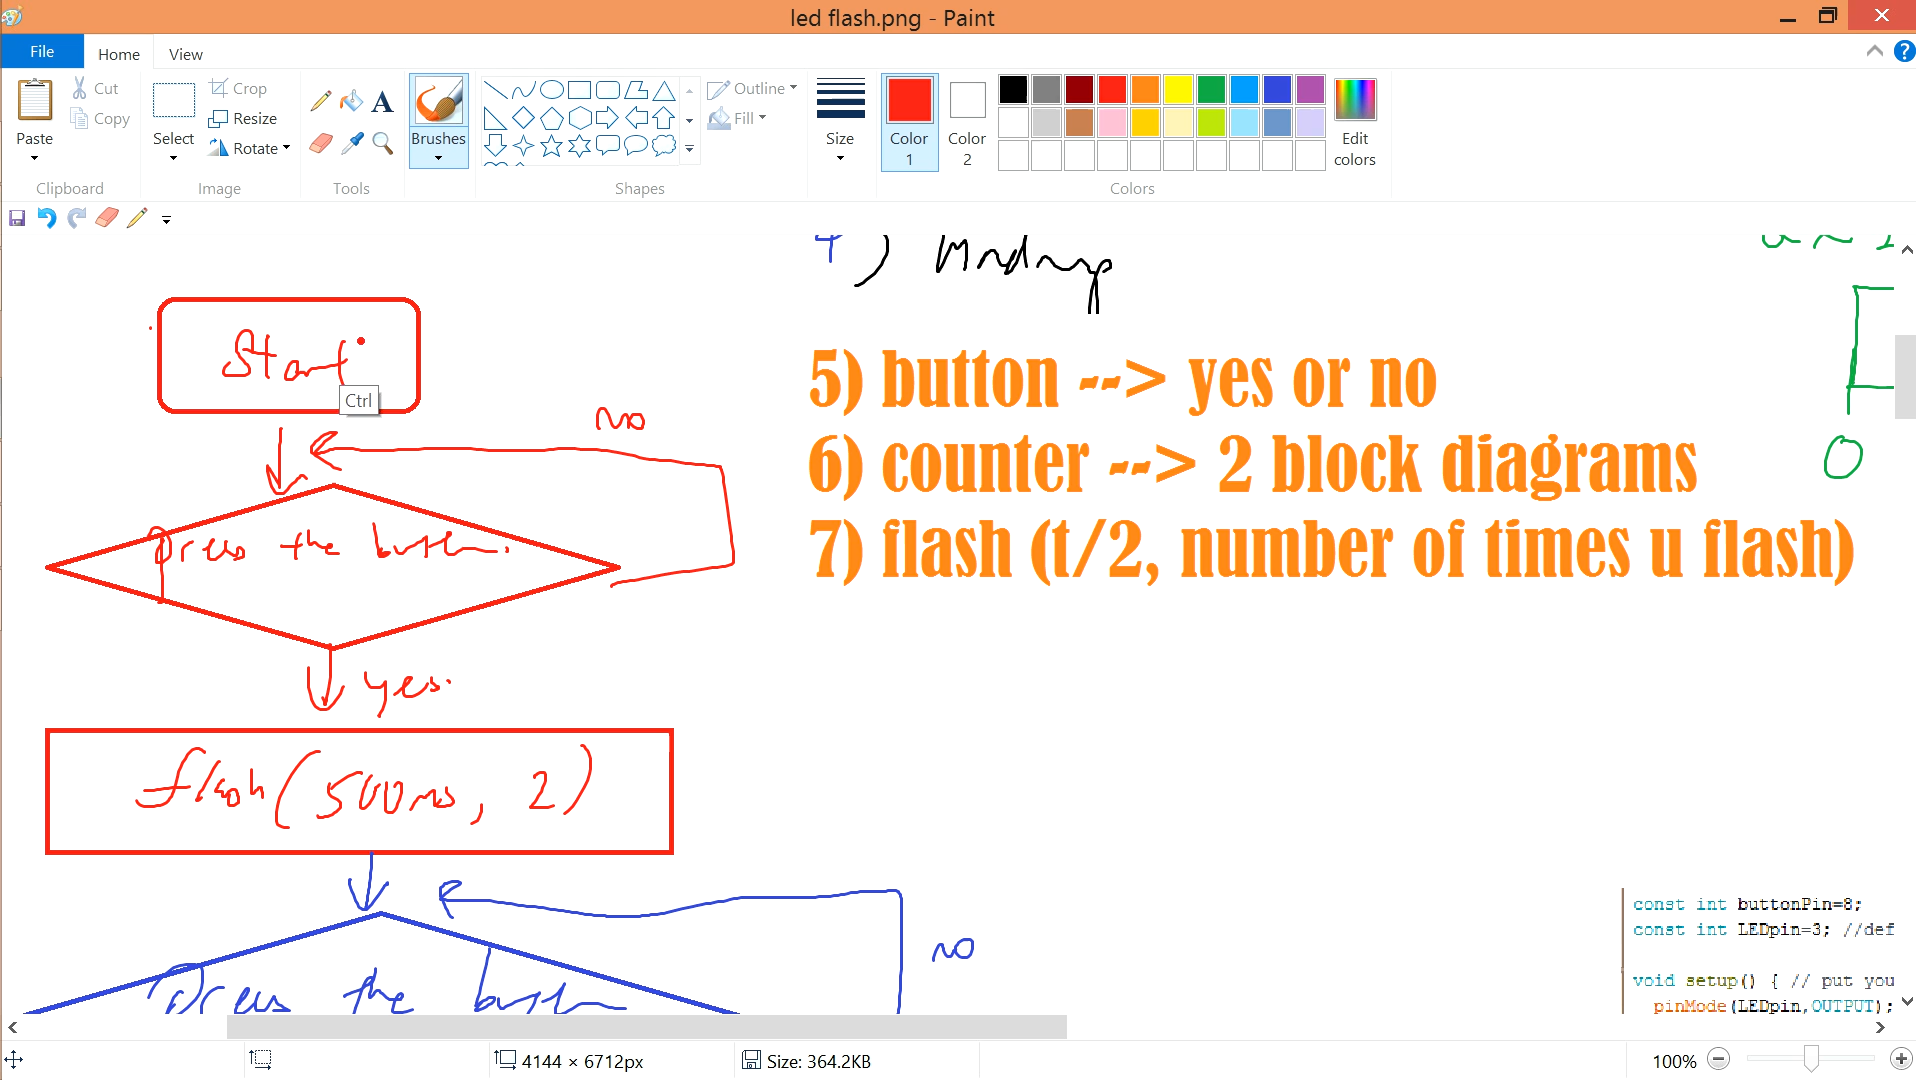 led flash.png - Paint
File
Home
View
Paste
Cut
Copy
Clipboard
Select
Crop
Resize
Rotate
Image
A
Tools
Brushes
Outline
Fill
Shapes
Size
Color 1
Color 2
Edit colors
Colors
4)
5) button --> yes or no
6) counter --> 2 block diagrams
7) flash (t/2, number of times u flash)
Start
Ctrl
no
press the button.
yes.
flash(500ms, 2)
no
press the button
0
const int buttonPin=8;
const int LEDpin=3; //def
void setup() { // put you
pinMode(LEDpin,OUTPUT);
4144 × 6712px
Size: 364.2KB
100%